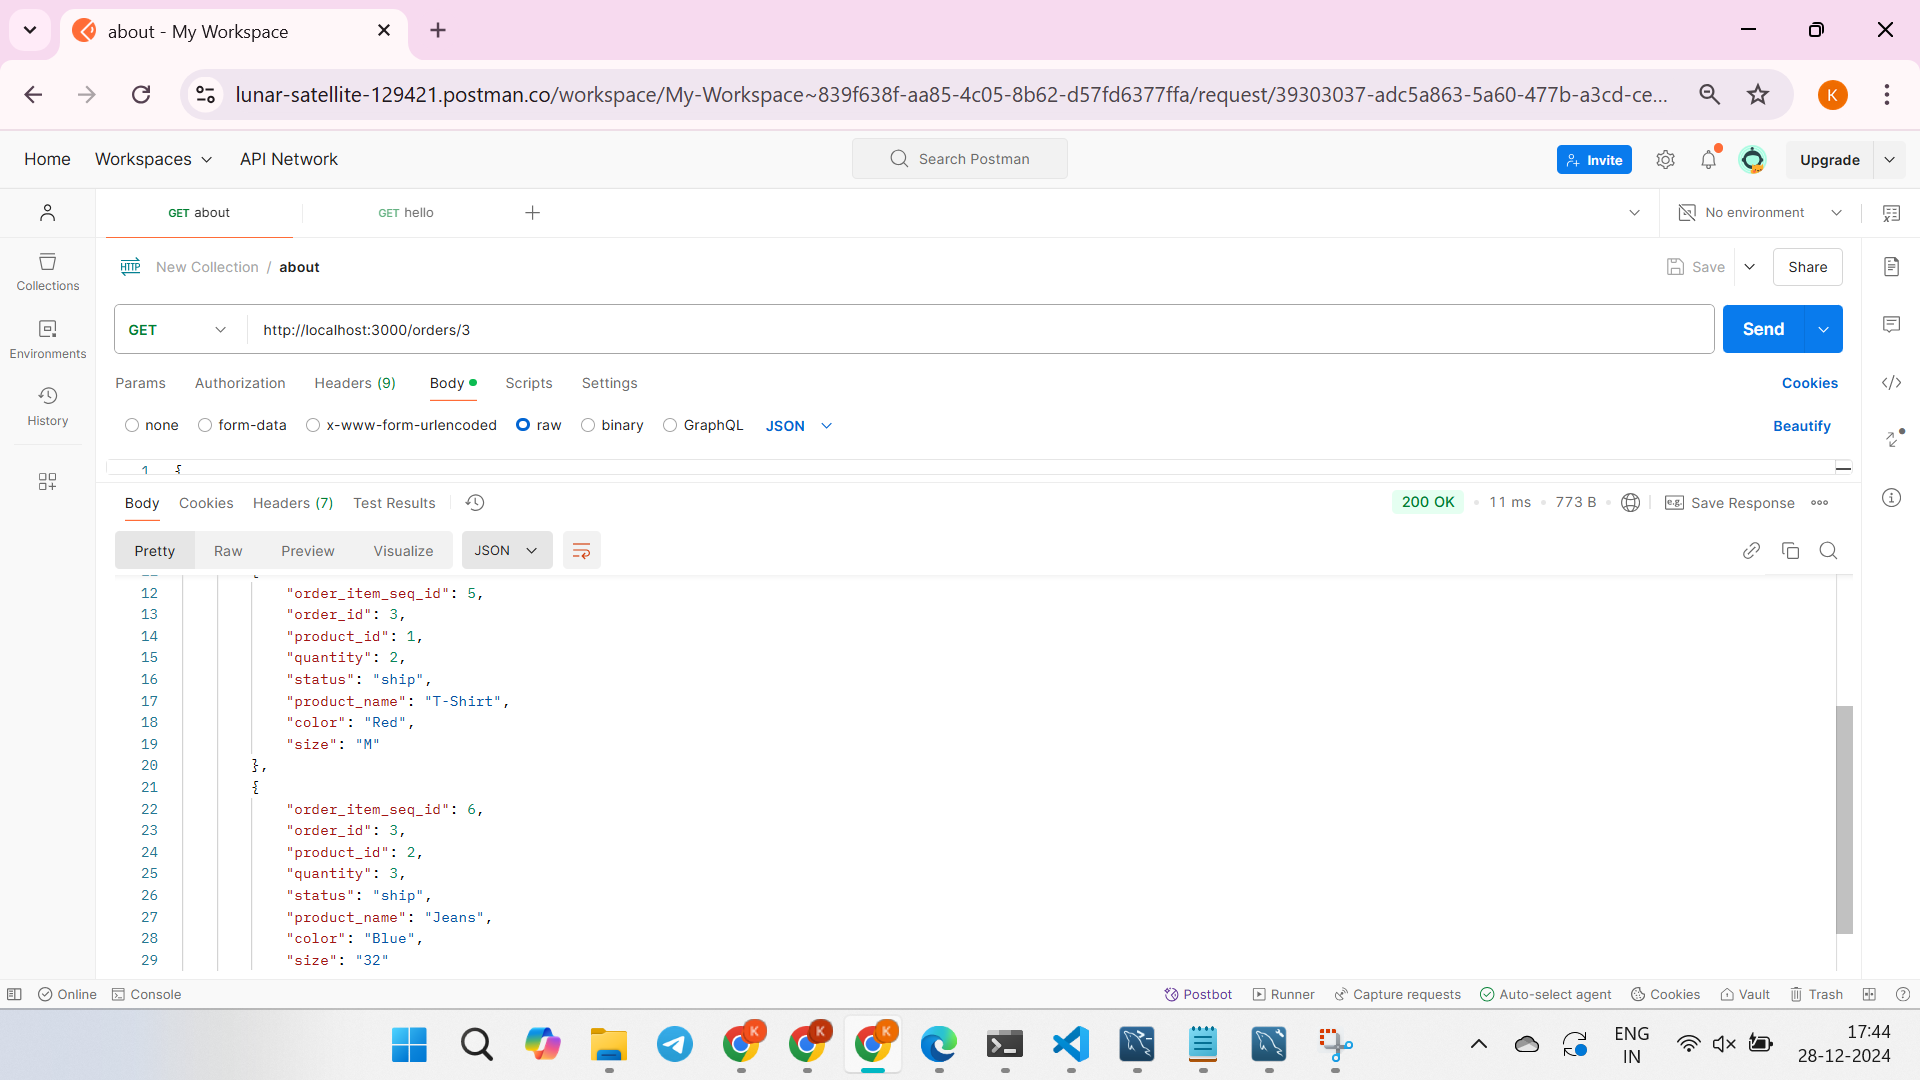 about - My Workspace
lunar-satellite-129421.postman.co/workspace/My-Workspace~839f638f-aa85-4c05-8b62-d57fd6377ffa/request/39303037-adc5a863-5a60-477b-a3cd-ce...
K
Home Workspaces API Network Search Postman Invite Upgrade
GET about GET hello No environment
HTTP New Collection / about Save Share
Collections
GET http://localhost:3000/orders/3 Send
Environments
Params Authorization Headers (9) Body Scripts Settings Cookies
History
none form-data x-www-form-urlencoded raw binary GraphQL JSON Beautify
1 {
Body Cookies Headers (7) Test Results 200 OK 11 ms 773 B e.g. Save Response
Pretty Raw Preview Visualize JSON
12 "order_item_seq_id": 5,
13 "order_id": 3,
14 "product_id": 1,
15 "quantity": 2,
16 "status": "ship",
17 "product_name": "T-Shirt",
18 "color": "Red",
19 "size": "M"
20 },
21 {
22 "order_item_seq_id": 6,
23 "order_id": 3,
24 "product_id": 2,
25 "quantity": 3,
26 "status": "ship",
27 "product_name": "Jeans",
28 "color": "Blue",
29 "size": "32"
Online Console Postbot Runner Capture requests Auto-select agent Cookies Vault Trash
K K K
ENG
IN
17:44
28-12-2024